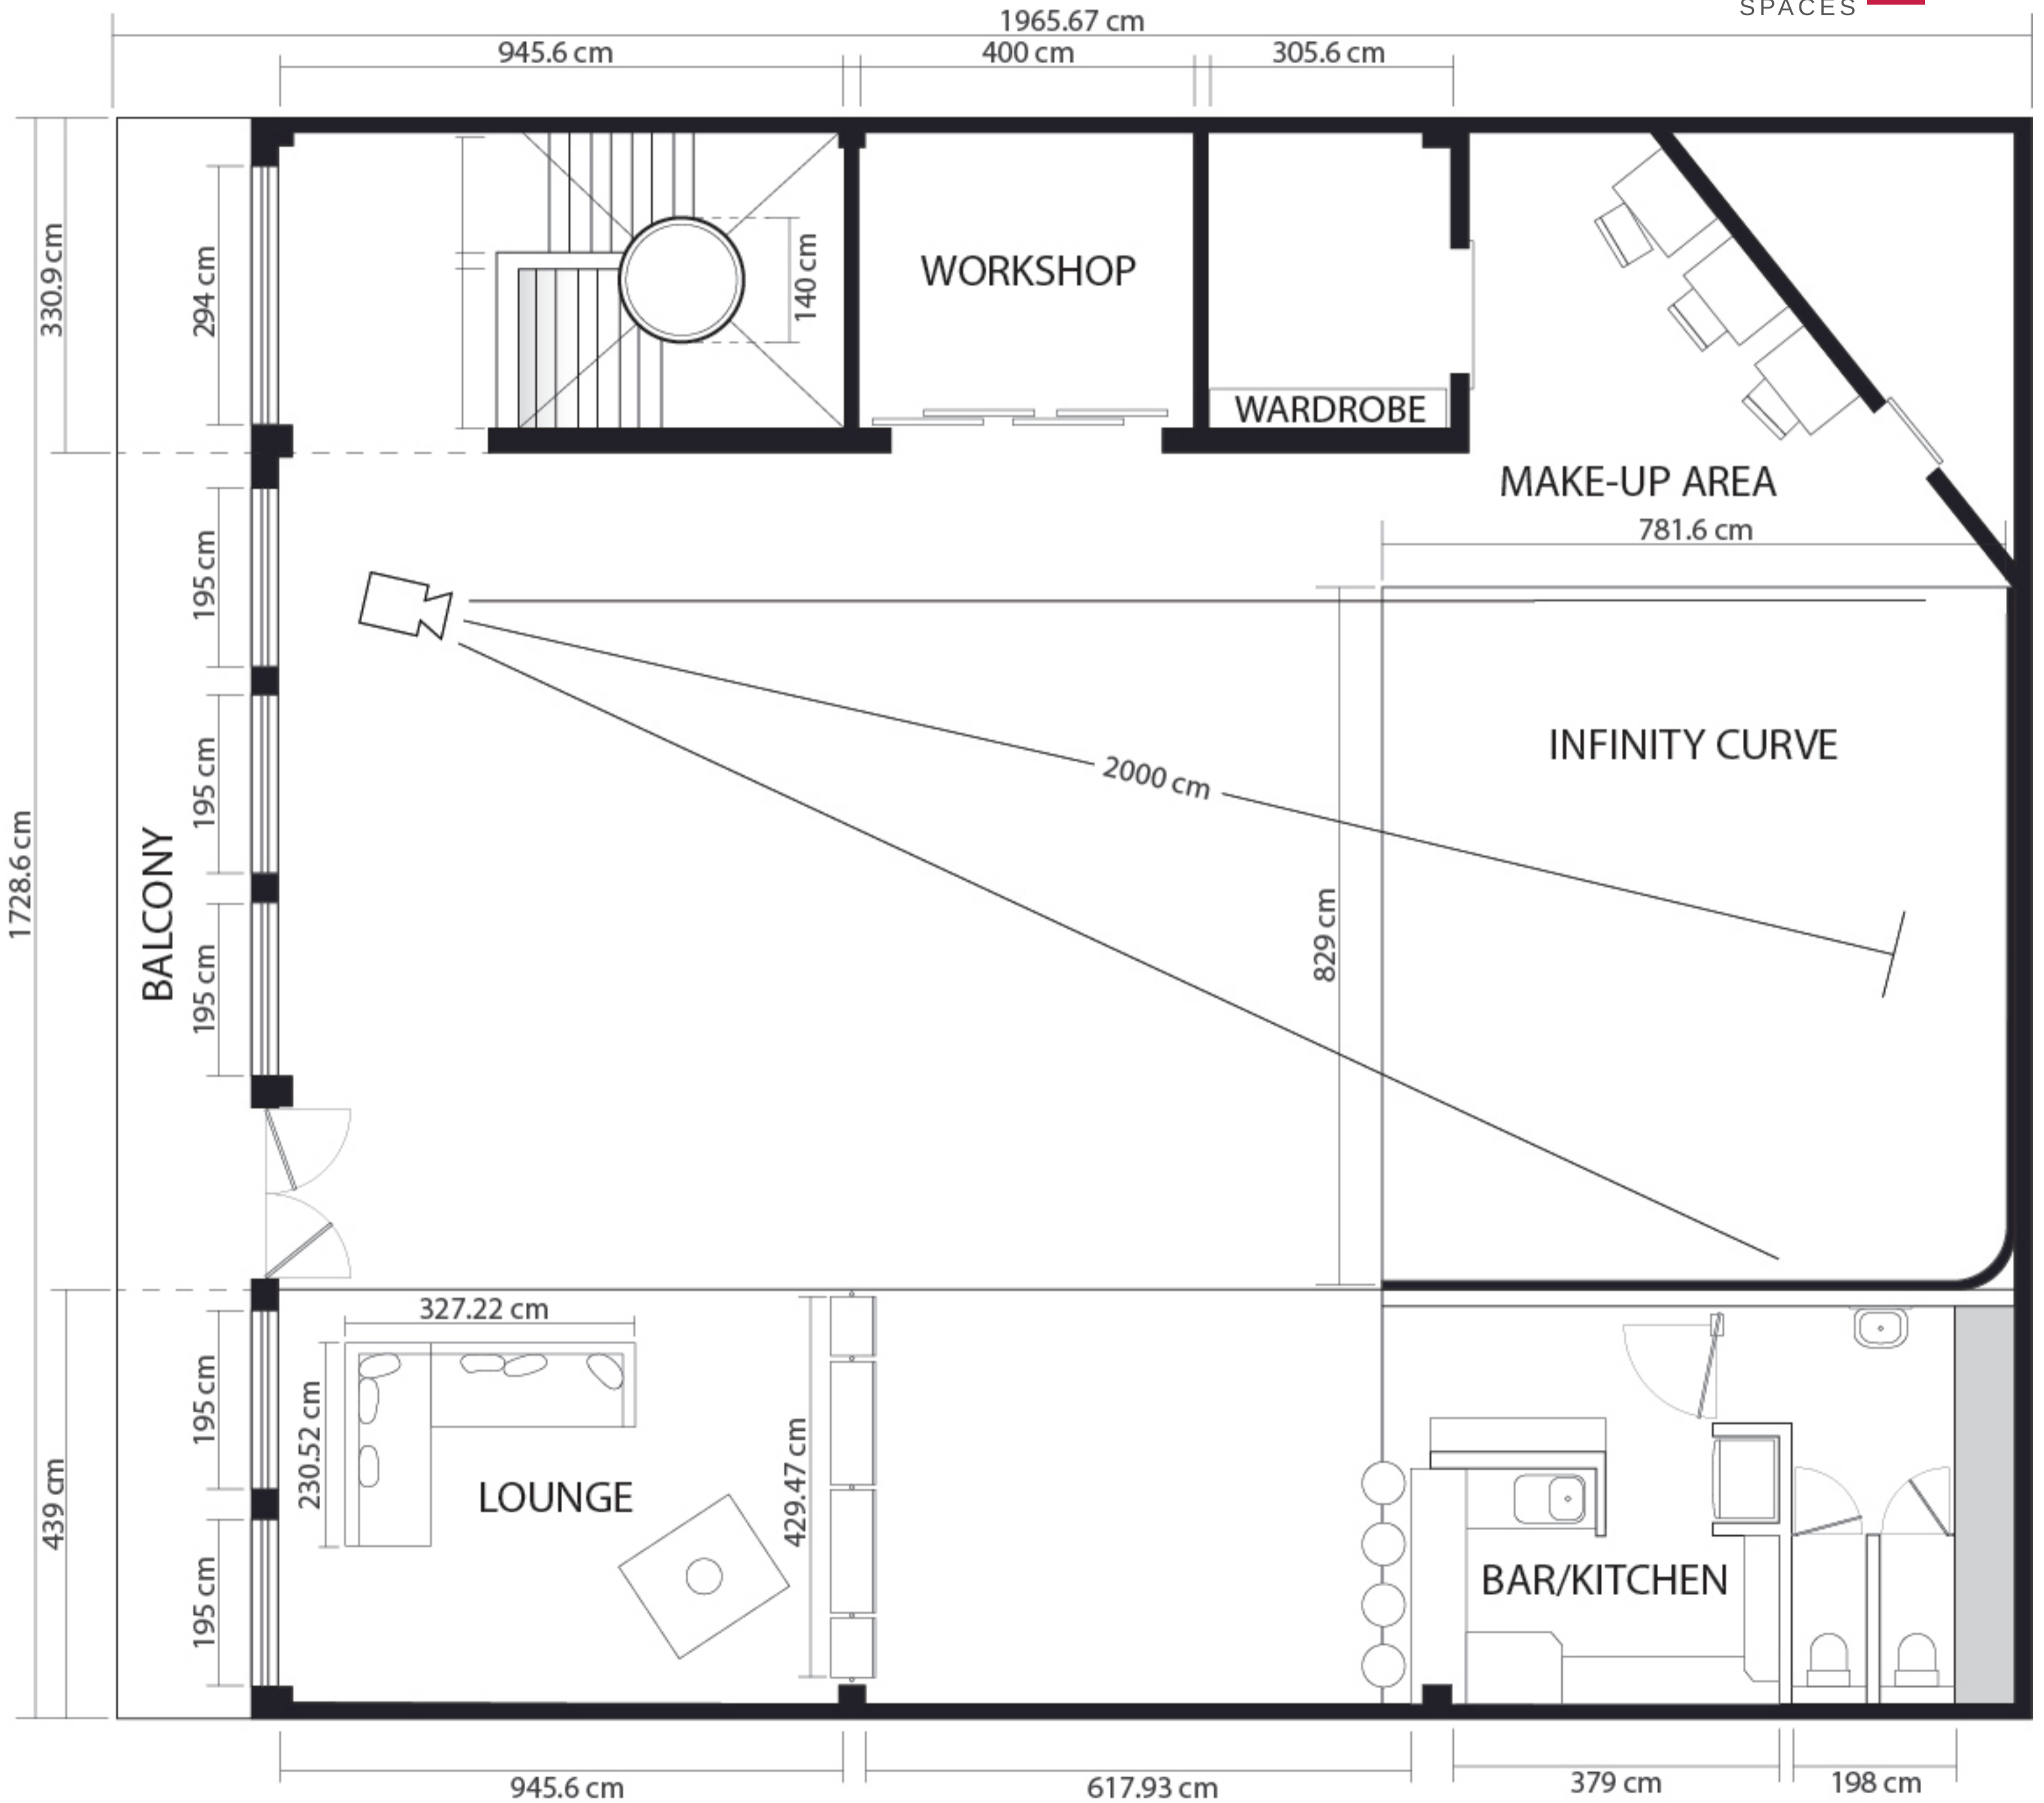 SPACES
1965.67 cm
945.6 cm
400 cm
305.6 cm
330.9 cm
294 cm
140 cm
WORKSHOP
WARDROBE
MAKE-UP AREA
781.6 cm
195 cm
INFINITY CURVE
2000 cm
195 cm
1728.6 cm
BALCONY
829 cm
195 cm
327.22 cm
195 cm
230.52 cm
LOUNGE
429.47 cm
439 cm
BAR/KITCHEN
195 cm
945.6 cm
617.93 cm
379 cm
198 cm